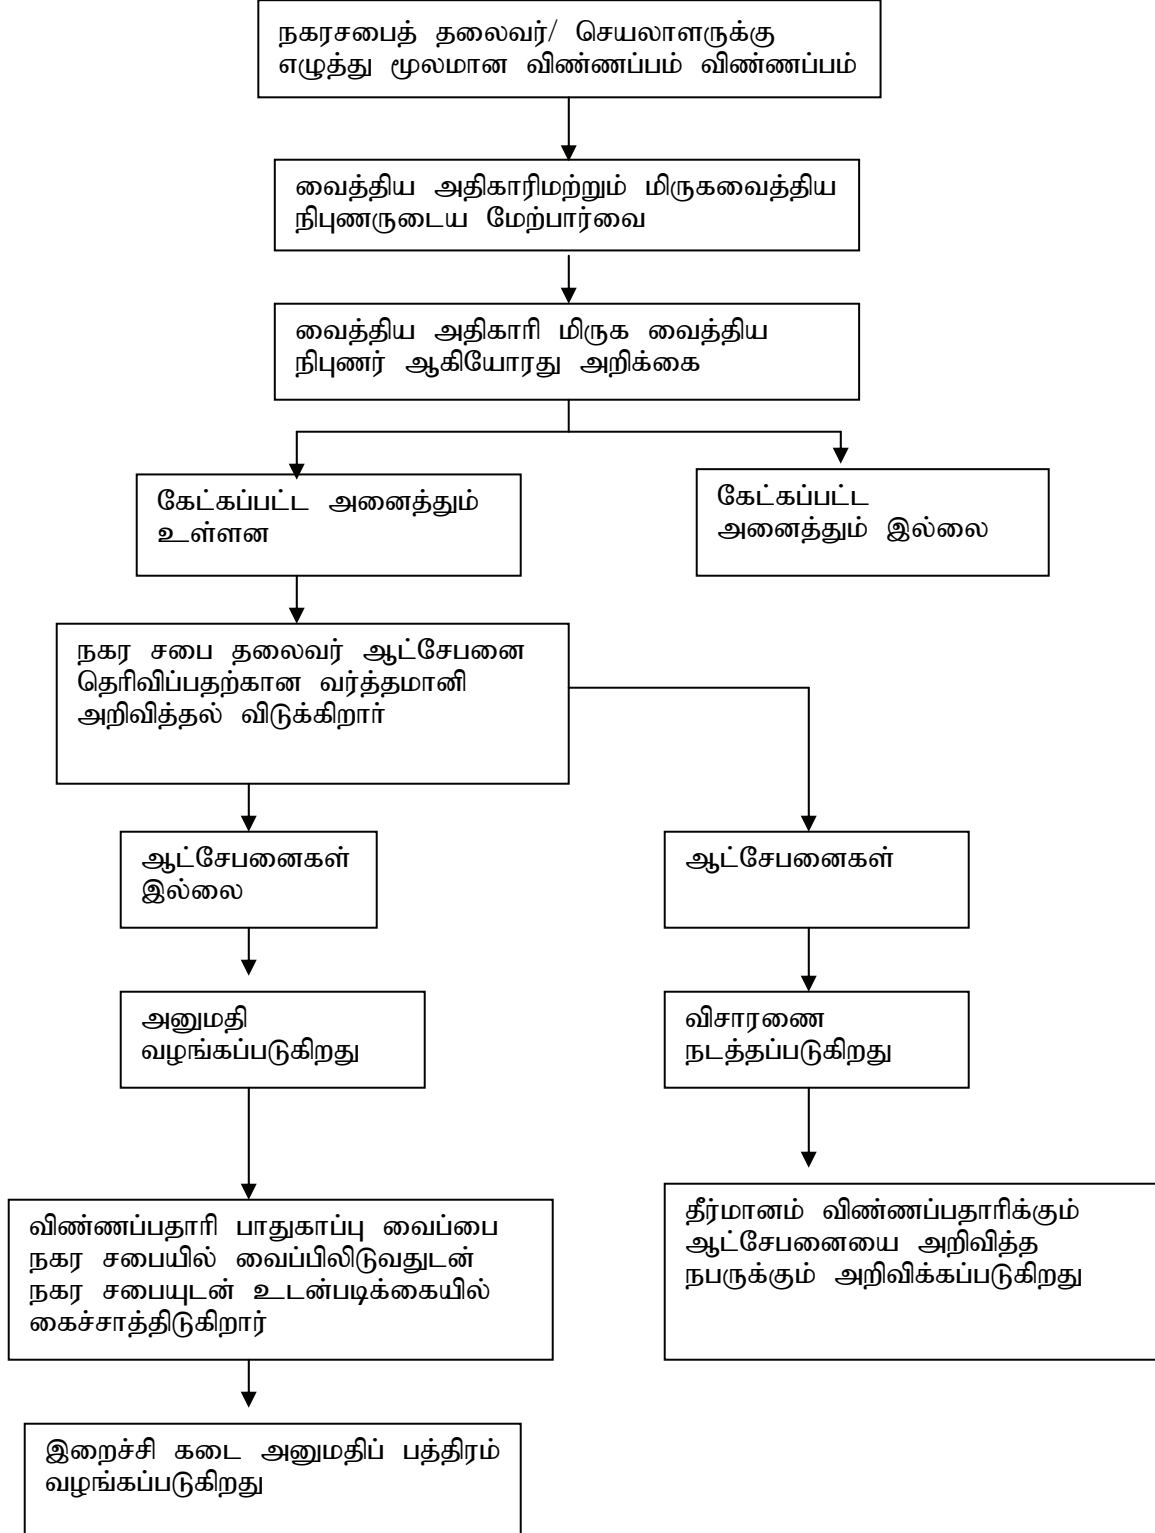 நகரசபைத் தலைவர்/ செயலாளருக்கு
எழுத்து மூலமான விண்ணப்பம் விண்ணப்பம்
வைத்திய அதிகாரிமற்றும் மிருகவைத்திய
நிபுணருடைய மேற்பார்வை
வைத்திய அதிகாரி மிருக வைத்திய
நிபுணர் ஆகியோரது அறிக்கை
கேட்கப்பட்ட அனைத்தும்
உள்ளன
கேட்கப்பட்ட
அனைத்தும் இல்லை
நகர சபை தலைவர் ஆட்சேபனை
தெரிவிப்பதற்கான வர்த்தமானி
அறிவித்தல் விடுக்கிறார்
ஆட்சேபனைகள்
இல்லை
ஆட்சேபனைகள்
அனுமதி
வழங்கப்படுகிறது
விசாரணை
நடத்தப்படுகிறது
விண்ணப்பதாரி பாதுகாப்பு வைப்பை
நகர சபையில் வைப்பிலிடுவதுடன்
நகர சபையுடன் உடன்படிக்கையில்
கைச்சாத்திடுகிறார்
தீர்மானம் விண்ணப்பதாரிக்கும்
ஆட்சேபனையை அறிவித்த
நபருக்கும் அறிவிக்கப்படுகிறது
இறைச்சி கடை அனுமதிப் பத்திரம்
வழங்கப்படுகிறது